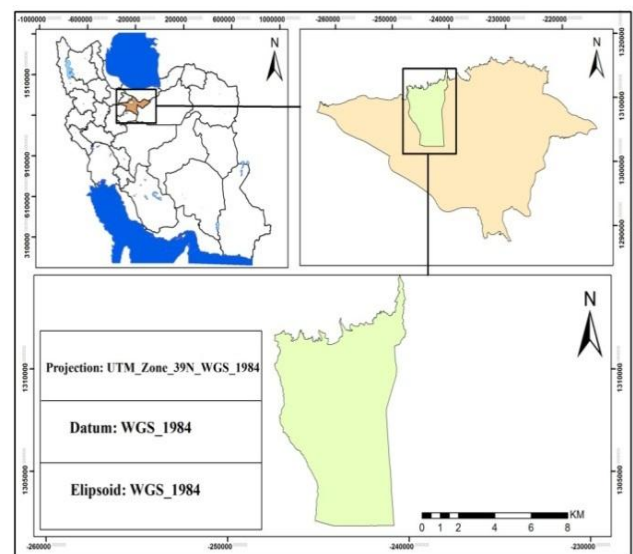 -1000000 -600000 -200000 200000 600000 1000000
-260000 -250000 -240000 -230000 -220000
N
N
1510000
910000
610000
310000
1320000
1310000
1300000
1290000
N
Projection: UTM_Zone_39N_WGS_1984
Datum: WGS_1984
Elipsoid: WGS_1984
1310000
1305000
1310000
1305000
0 1 2 4 6 8 KM
-260000 -250000 -240000 -230000